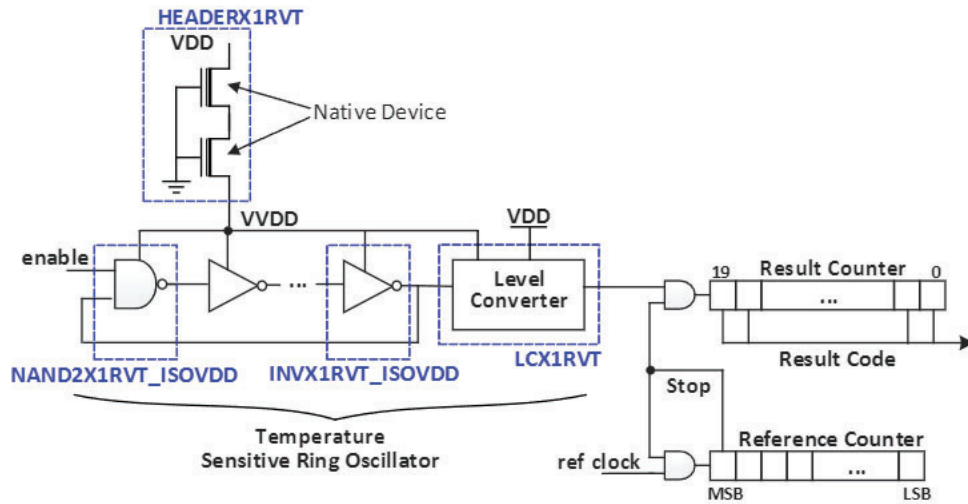 HEADERX1RVT
VDD
Native Device
VVDD
VDD
enable
...
Level
Converter
19
Result Counter
0
...
Result Code
NAND2X1RVT_ISOVDD
INVX1RVT_ISOVDD
LCX1RVT
Stop
Temperature
Sensitive Ring Oscillator
Reference Counter
ref clock
...
MSB
LSB